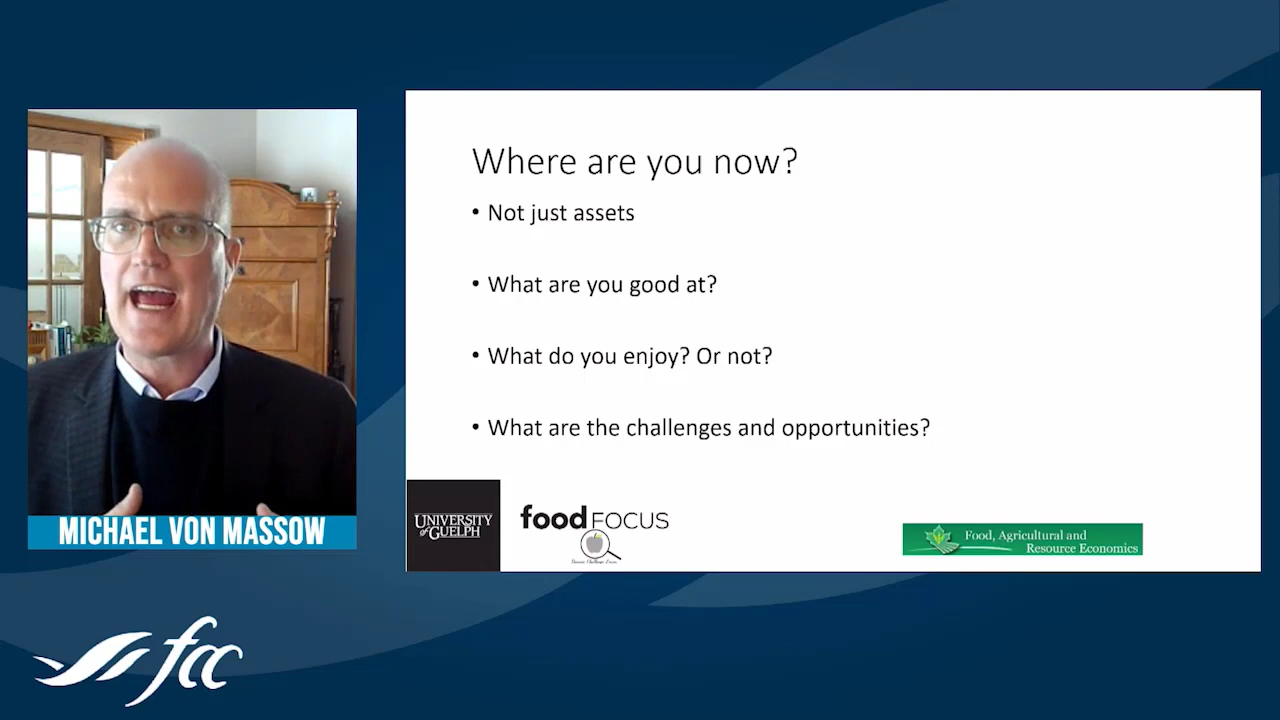 Where are you now?
• Not just assets
• What are you good at?
• What do you enjoy? Or not?
• What are the challenges and opportunities?
UNIVERSITY
of GUELPH
food FOCUS
Food, Agricultural and
Resource Economics
MICHAEL VON MASSOW
fcc